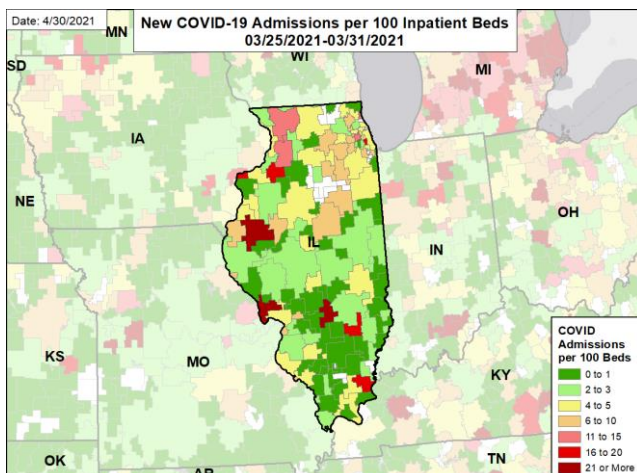 Date: 4/30/2021
New COVID-19 Admissions per 100 Inpatient Beds
03/25/2021-03/31/2021
MN
WI
SD
MI
IA
NE
OH
IL
IN
KS
MO
KY
OK
AR
TN
COVID
Admissions
per 100 Beds
0 to 1
2 to 3
4 to 5
6 to 10
11 to 15
16 to 20
21 or More